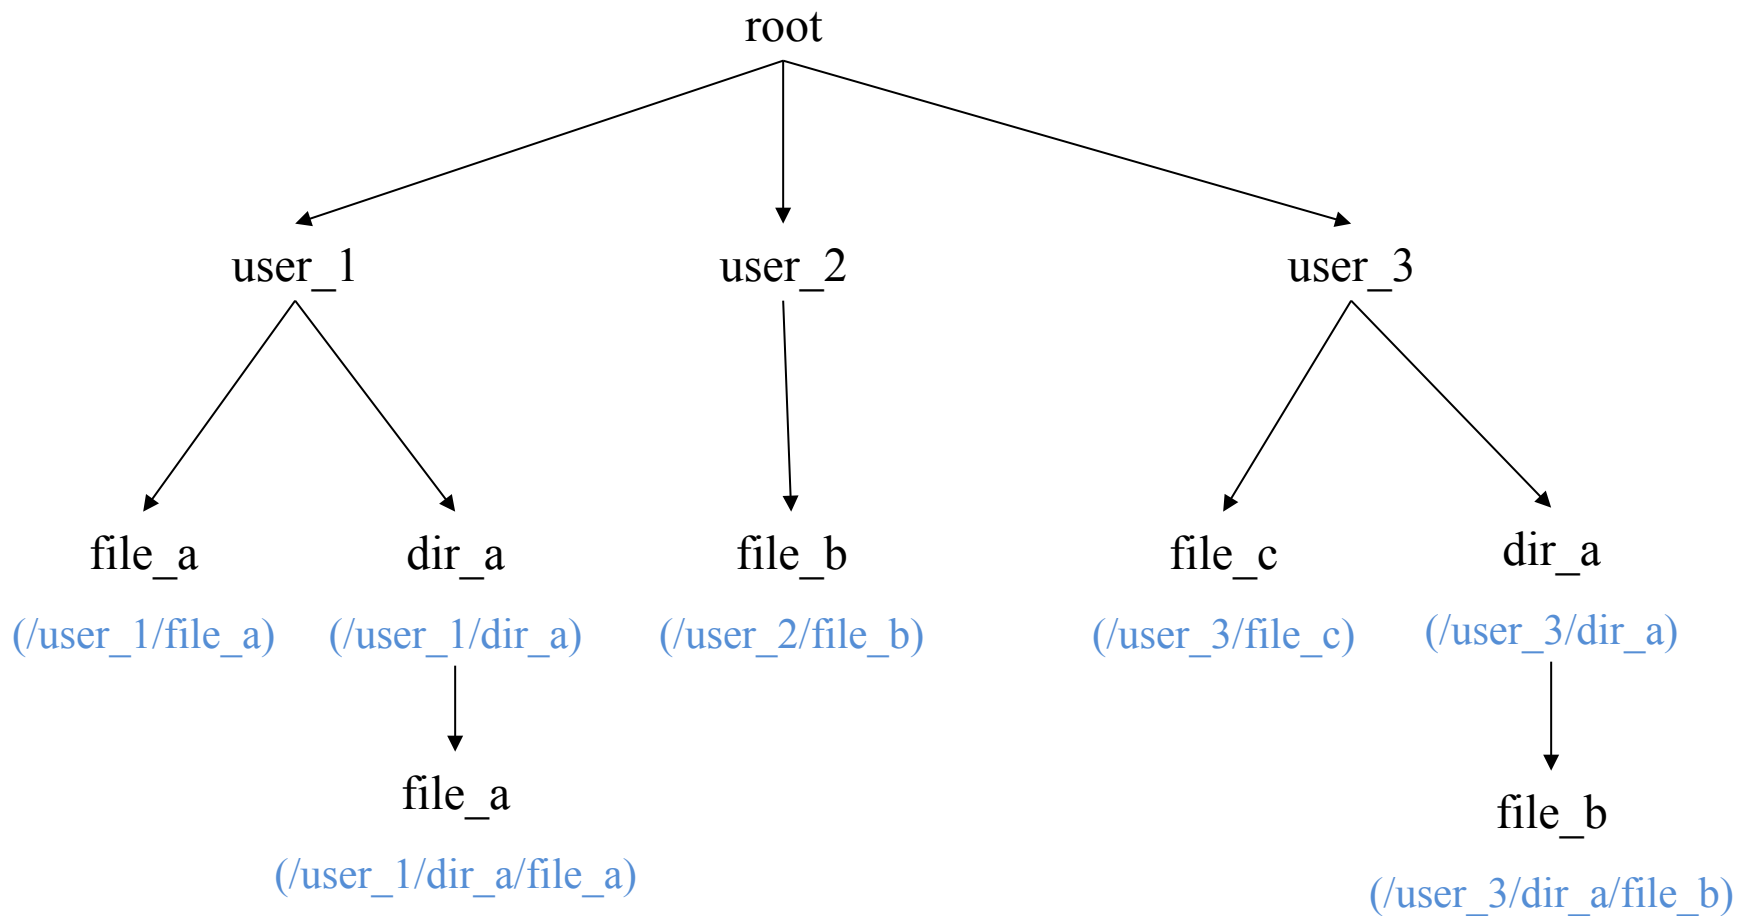 root
user_1
user_2
user_3
file_a
dir_a
file_b
file_c
dir_a
(/user_1/file_a)
(/user_1/dir_a)
(/user_2/file_b)
(/user_3/file_c)
(/user_3/dir_a)
file_a
file_b
(/user_1/dir_a/file_a)
(/user_3/dir_a/file_b)